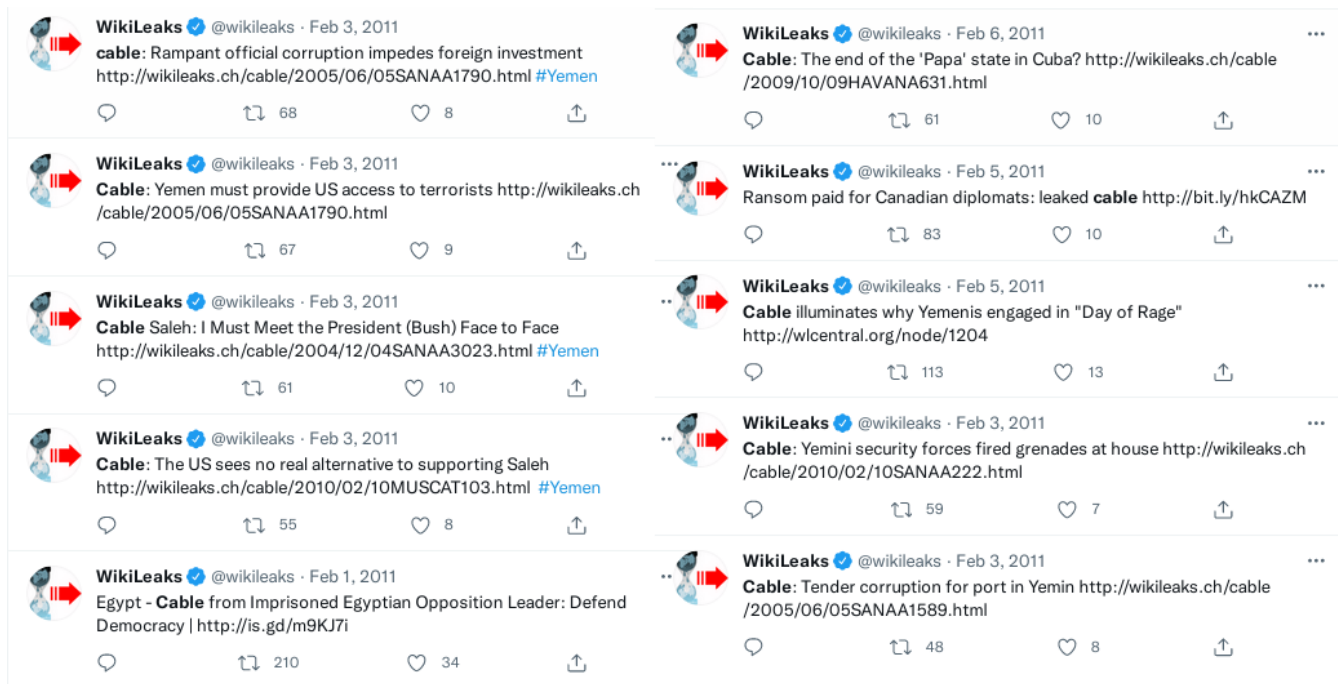 WikiLeaks @wikileaks · Feb 3, 2011
cable: Rampant official corruption impedes foreign investment
http://wikileaks.ch/cable/2005/06/05SANAA1790.html #Yemen
68 8
WikiLeaks @wikileaks · Feb 3, 2011
Cable: Yemen must provide US access to terrorists http://wikileaks.ch
/cable/2005/06/05SANAA1790.html
67 9
WikiLeaks @wikileaks · Feb 3, 2011
Cable Saleh: I Must Meet the President (Bush) Face to Face
http://wikileaks.ch/cable/2004/12/04SANAA3023.html #Yemen
61 10
WikiLeaks @wikileaks · Feb 3, 2011
Cable: The US sees no real alternative to supporting Saleh
http://wikileaks.ch/cable/2010/02/10MUSCAT103.html #Yemen
55 8
WikiLeaks @wikileaks · Feb 1, 2011
Egypt - Cable from Imprisoned Egyptian Opposition Leader: Defend
Democracy | http://is.gd/m9KJ7i
210 34
WikiLeaks @wikileaks · Feb 6, 2011
Cable: The end of the 'Papa' state in Cuba? http://wikileaks.ch/cable
/2009/10/09HAVANA631.html
61 10
WikiLeaks @wikileaks · Feb 5, 2011
Ransom paid for Canadian diplomats: leaked cable http://bit.ly/hkCAZM
83 10
WikiLeaks @wikileaks · Feb 5, 2011
Cable illuminates why Yemenis engaged in "Day of Rage"
http://wlcentral.org/node/1204
113 13
WikiLeaks @wikileaks · Feb 3, 2011
Cable: Yemini security forces fired grenades at house http://wikileaks.ch
/cable/2010/02/10SANAA222.html
59 7
WikiLeaks @wikileaks · Feb 3, 2011
Cable: Tender corruption for port in Yemin http://wikileaks.ch/cable
/2005/06/05SANAA1589.html
48 8